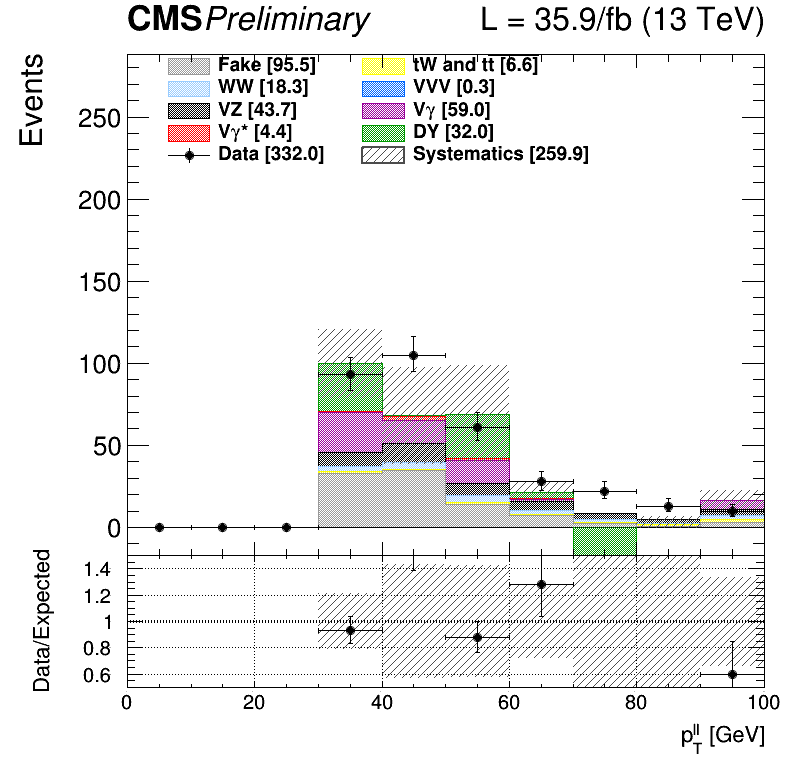 CMS Preliminary L = 35.9/fb (13 TeV)
Events
Fake [95.5] tW and tt [6.6]
WW [18.3] VVV [0.3]
VZ [43.7] Vγ [59.0]
Vγ* [4.4] DY [32.0]
Data [332.0] Systematics [259.9]
250
200
150
100
50
0
Data/Expected
1.4
1.2
1
0.8
0.6
0 20 40 60 80 100
p_T^ll [GeV]